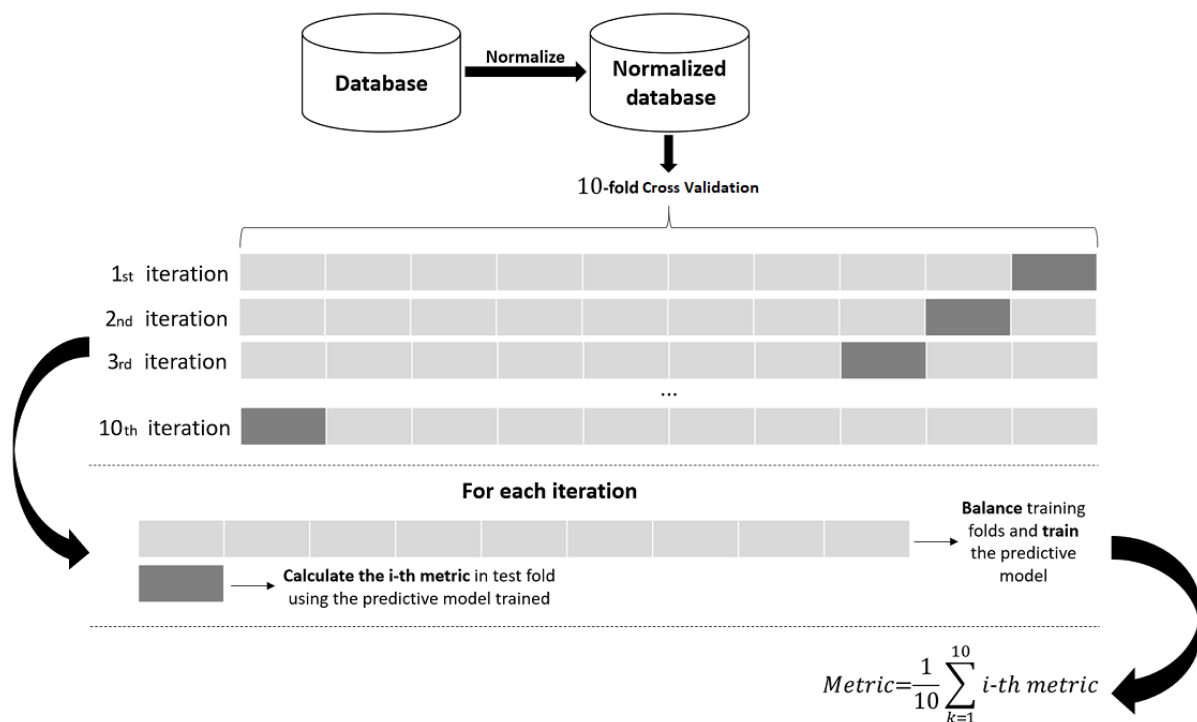 Database
Normalize
Normalized
database
10-fold Cross Validation
1st iteration
2nd iteration
3rd iteration
...
10th iteration
For each iteration
Balance training
folds and train
the predictive
model
Calculate the i-th metric in test fold
using the predictive model trained
Metric=\frac{1}{10}\sum_{k=1}^{10} i-th metric